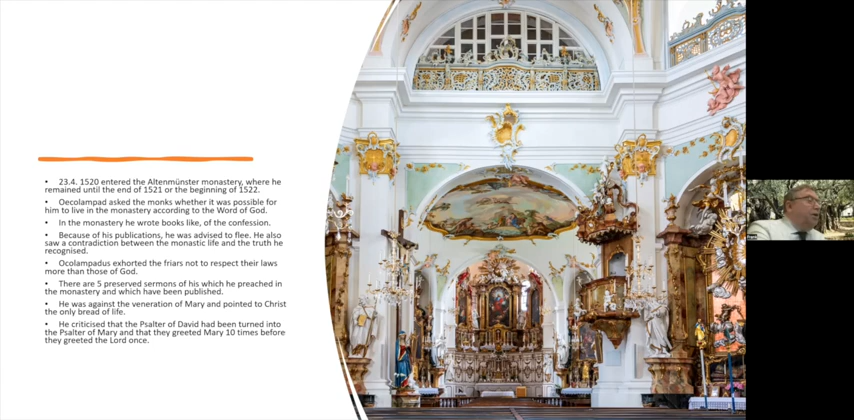 • 23.4. 1520 entered the Altenmünster monastery, where he
remained until the end of 1521 or the beginning of 1522.
• Oecolampad asked the monks whether it was possible for
him to live in the monastery according to the Word of God.
• In the monastery he wrote books like, of the confession.
• Because of his publications, he was advised to flee. He also
saw a contradiction between the monastic life and the truth he
recognised.
• Ocolampadus exhorted the friars not to respect their laws
more than those of God.
• There are 5 preserved sermons of his which he preached in
the monastery and which have been published.
• He was against the veneration of Mary and pointed to Christ
the only bread of life.
• He criticised that the Psalter of David had been turned into
the Psalter of Mary and that they greeted Mary 10 times before
they greeted the Lord once.